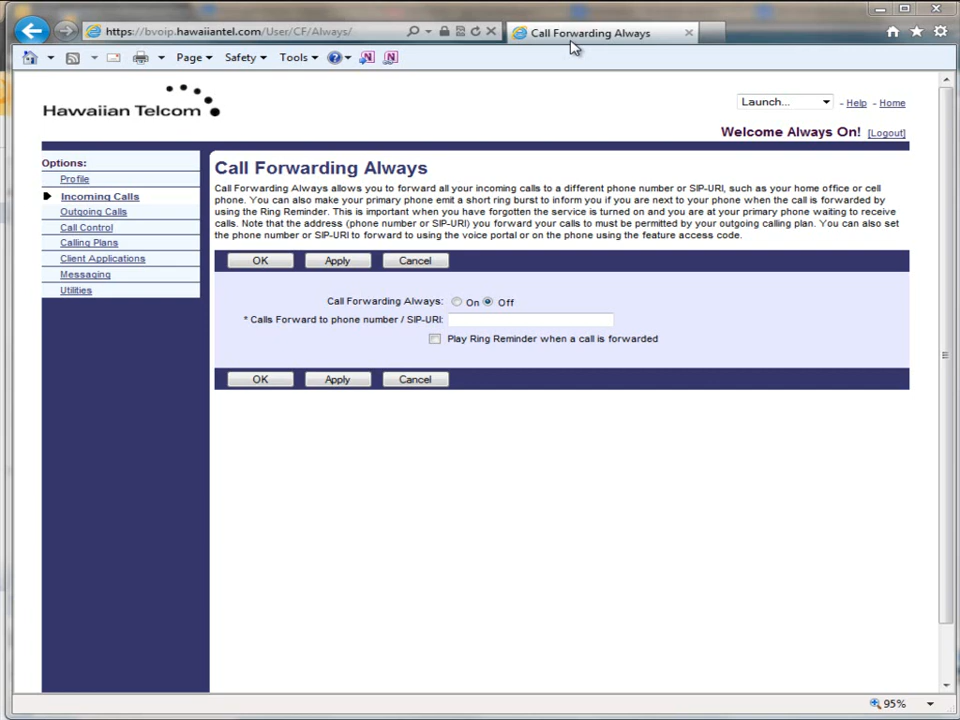 https://bvoip.hawaiiantel.com/User/CF/Always/
Call Forwarding Always
Page
Safety
Tools
Hawaiian Telcom
Launch...
- Help - Home
Welcome Always On! [Logout]
Options:
Profile
Incoming Calls
Outgoing Calls
Call Control
Calling Plans
Client Applications
Messaging
Utilities
Call Forwarding Always
Call Forwarding Always allows you to forward all your incoming calls to a different phone number or SIP-URI, such as your home office or cell
phone. You can also make your primary phone emit a short ring burst to inform you if you are next to your phone when the call is forwarded by
using the Ring Reminder. This is important when you have forgotten the service is turned on and you are at your primary phone waiting to receive
calls. Note that the address (phone number or SIP-URI) you forward your calls to must be permitted by your outgoing calling plan. You can also set
the phone number or SIP-URI to forward to using the voice portal or on the phone using the feature access code.
OK Apply Cancel
Call Forwarding Always: On Off
* Calls Forward to phone number / SIP-URI:
Play Ring Reminder when a call is forwarded
OK Apply Cancel
95%